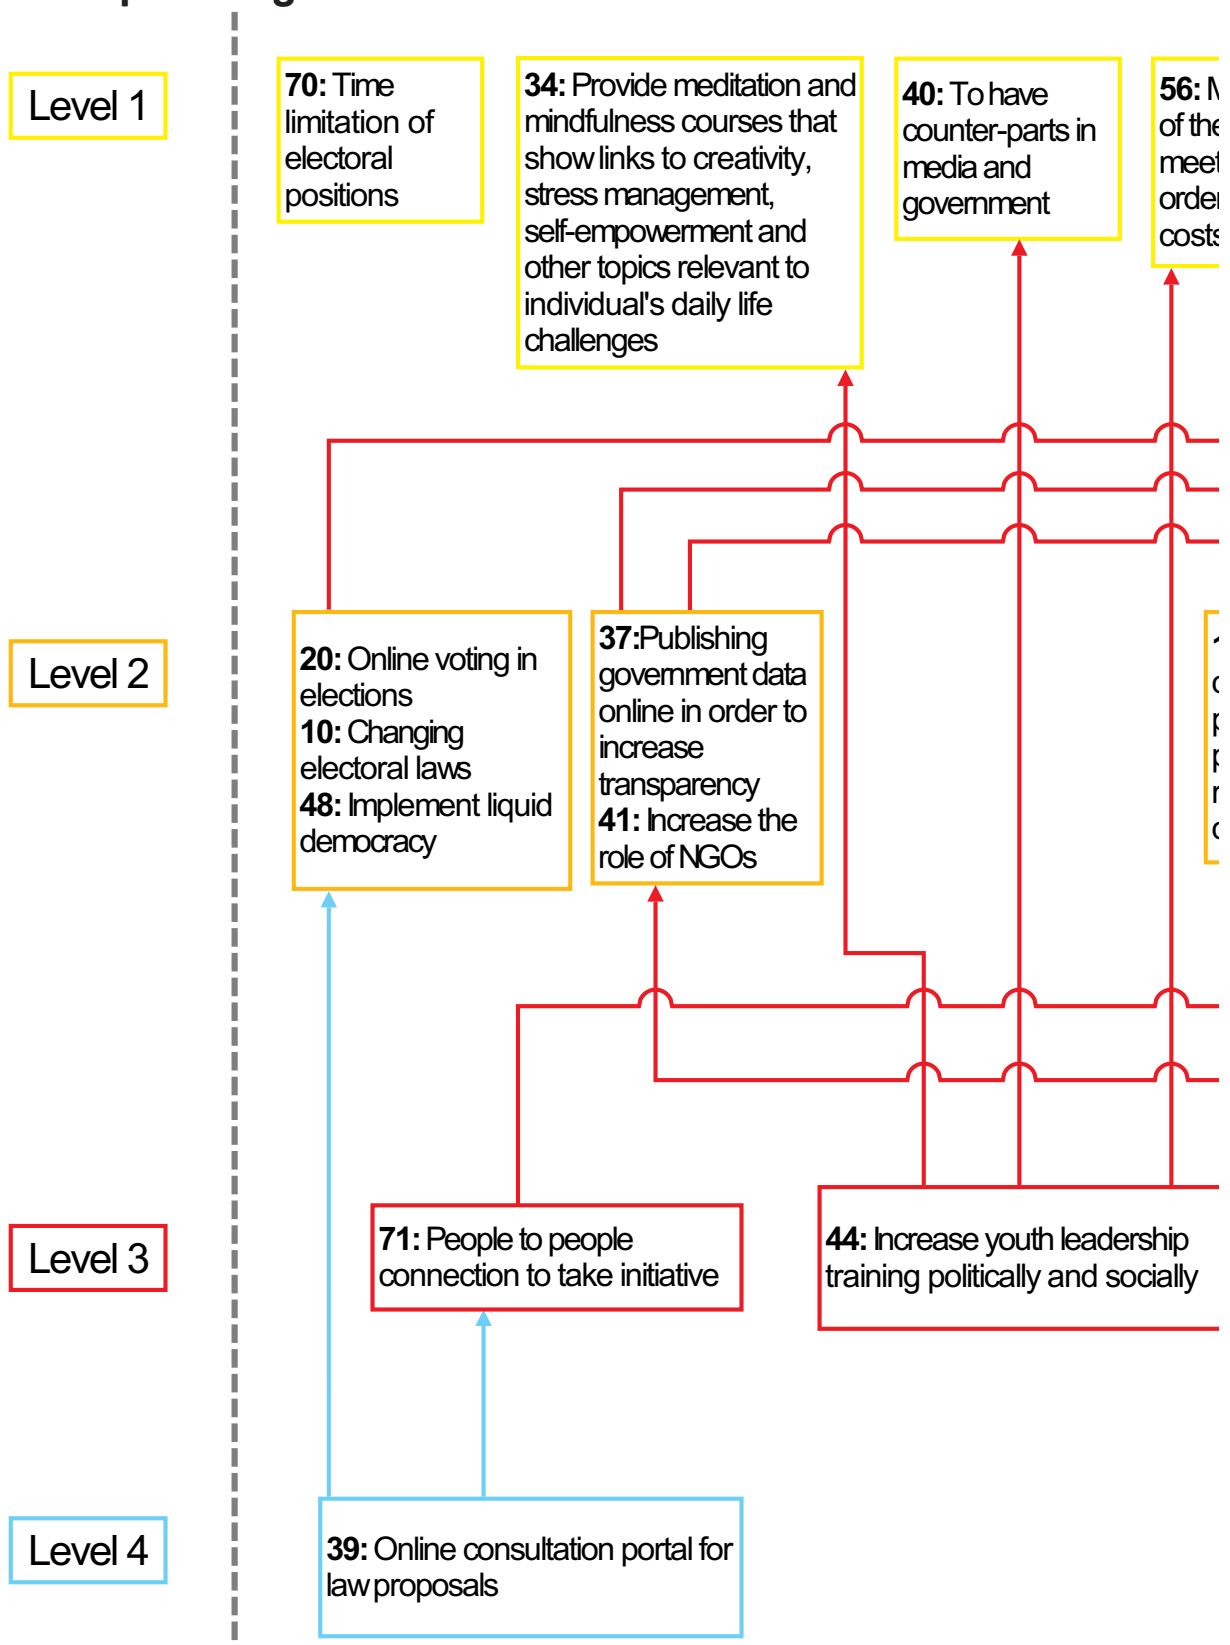 Level 1
70: Time
limitation of
electoral
positions
34: Provide meditation and
mindfulness courses that
show links to creativity,
stress management,
self-empowerment and
other topics relevant to
individual's daily life
challenges
40: To have
counter-parts in
media and
government
56:
of the
Level 2
20: Online voting in
elections
10: Changing
electoral laws
48: Implement liquid
democracy
37:Publishing
government data
online in order to
increase
transparency
41: Increase the
role of NGOs
Level 3
71: People to people
connection to take initiative
44: Increase youth leadership
training politically and socially
Level 4
39: Online consultation portal for
law proposals